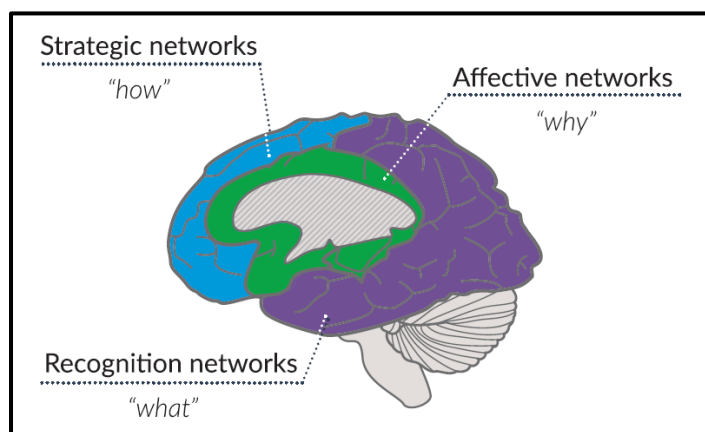 Strategic networks
“how”
Affective networks
“why”
Recognition networks
“what”